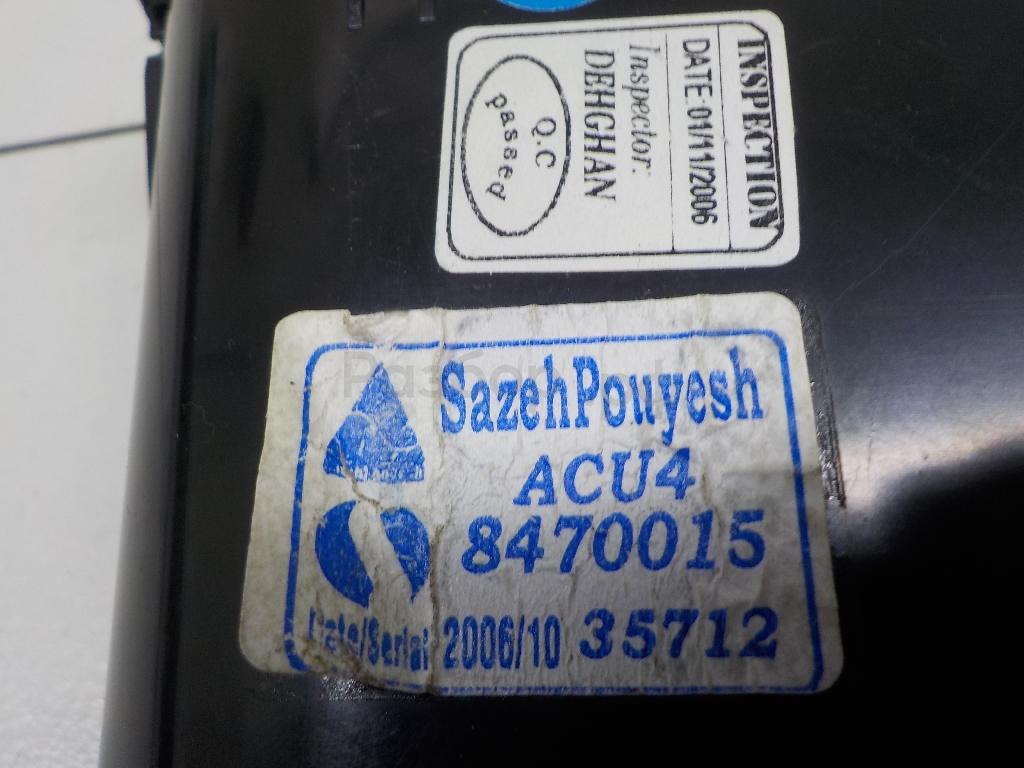 INSPECTION
DATE:01/11/2006
Inspector:
DEHGHAN
Q.C
passed
SazehPouyesh
ACU4
8470015
Date/Serial 2006/10 35712